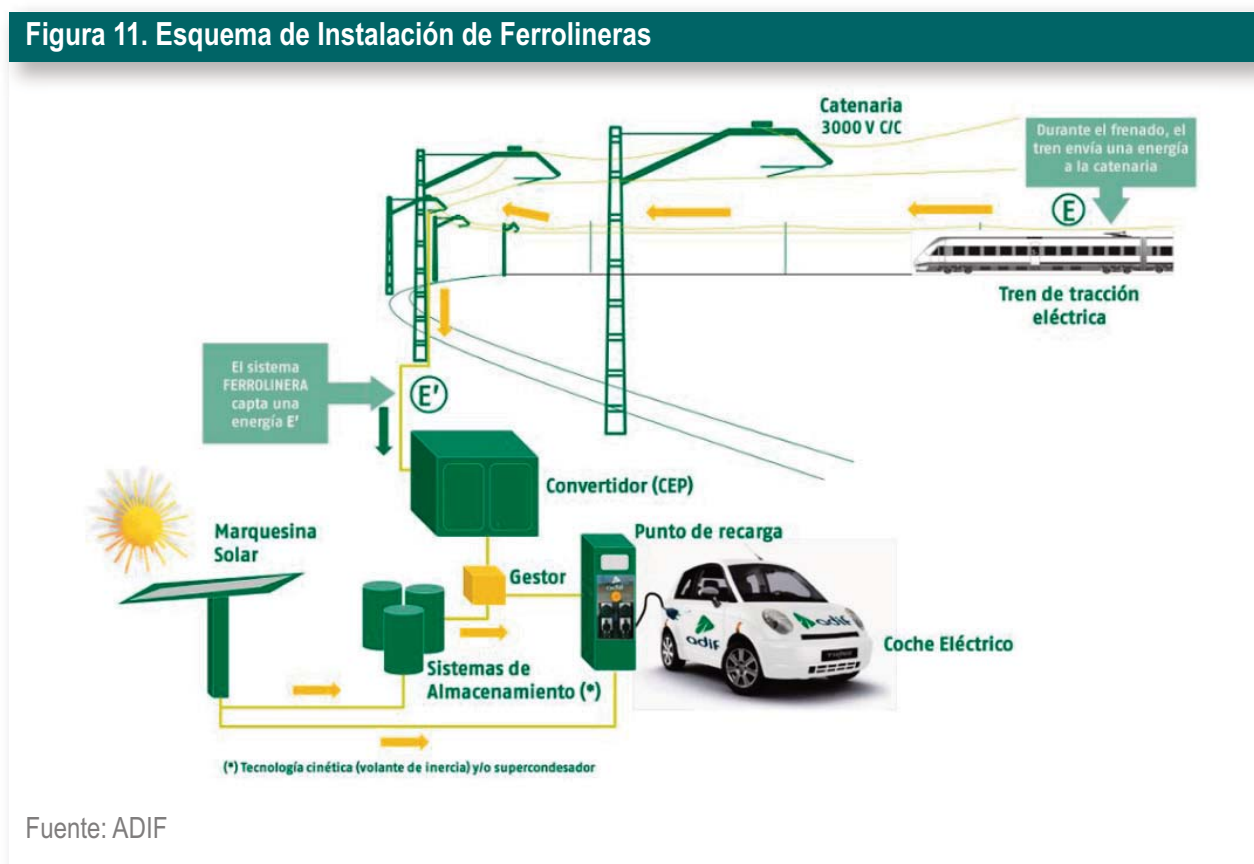 Figura 11. Esquema de Instalación de Ferrolineras
Catenaria
3000 V C/C
Durante el frenado, el
tren envía una energía
a la catenaria
E
Tren de tracción
eléctrica
El sistema
FERROLINERA
capta una
energía E'
E'
Convertidor (CEP)
Marquesina
Solar
Punto de recarga
Gestor
adif
adif
Coche Eléctrico
Sistemas de
Almacenamiento (*)
(*) Tecnología cinética (volante de inercia) y/o supercondesador
Fuente: ADIF